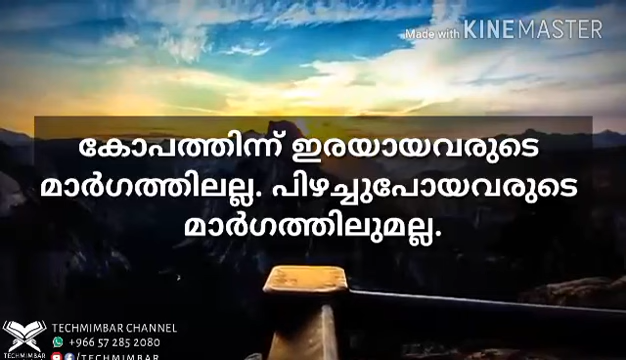 Made with KINEMASTER
കോപത്തിന് ഇരയായവരുടെ
മാർഗത്തിലല്ല. പിഴച്ചുപോയവരുടെ
മാർഗത്തിലുമല്ല.
TECHMIMBAR CHANNEL
+966 57 285 2080
TECHMIMBAR
/TECHMIMBAR